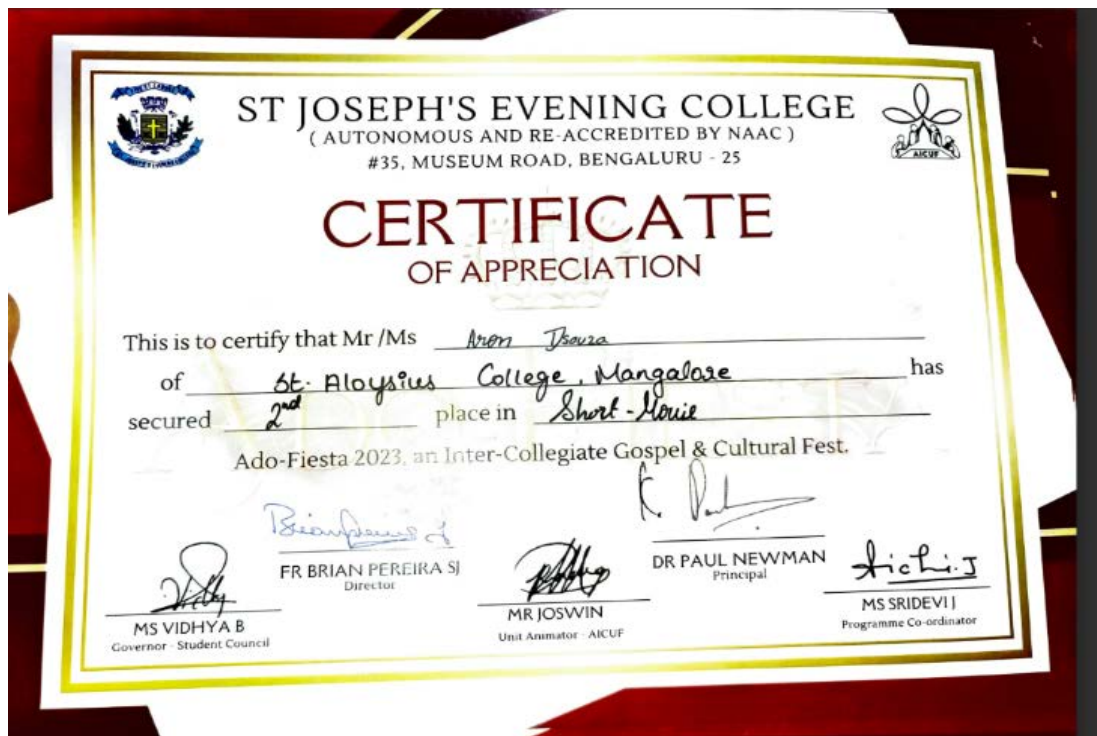 ST JOSEPH'S EVENING COLLEGE
( AUTONOMOUS AND RE-ACCREDITED BY NAAC )
#35, MUSEUM ROAD, BENGALURU - 25
AICUF
CERTIFICATE
OF APPRECIATION
This is to certify that Mr /Ms Aron Dsouza
of St. Aloysius College, Mangalore has
secured 2nd place in Short-Movie
Ado-Fiesta 2023, an Inter-Collegiate Gospel & Cultural Fest.
FR BRIAN PEREIRA SJ
Director
DR PAUL NEWMAN
Principal
MS VIDHYA B
Governor - Student Council
MR JOSWIN
Unit Animator - AICUF
MS SRIDEVI J
Programme Co-ordinator